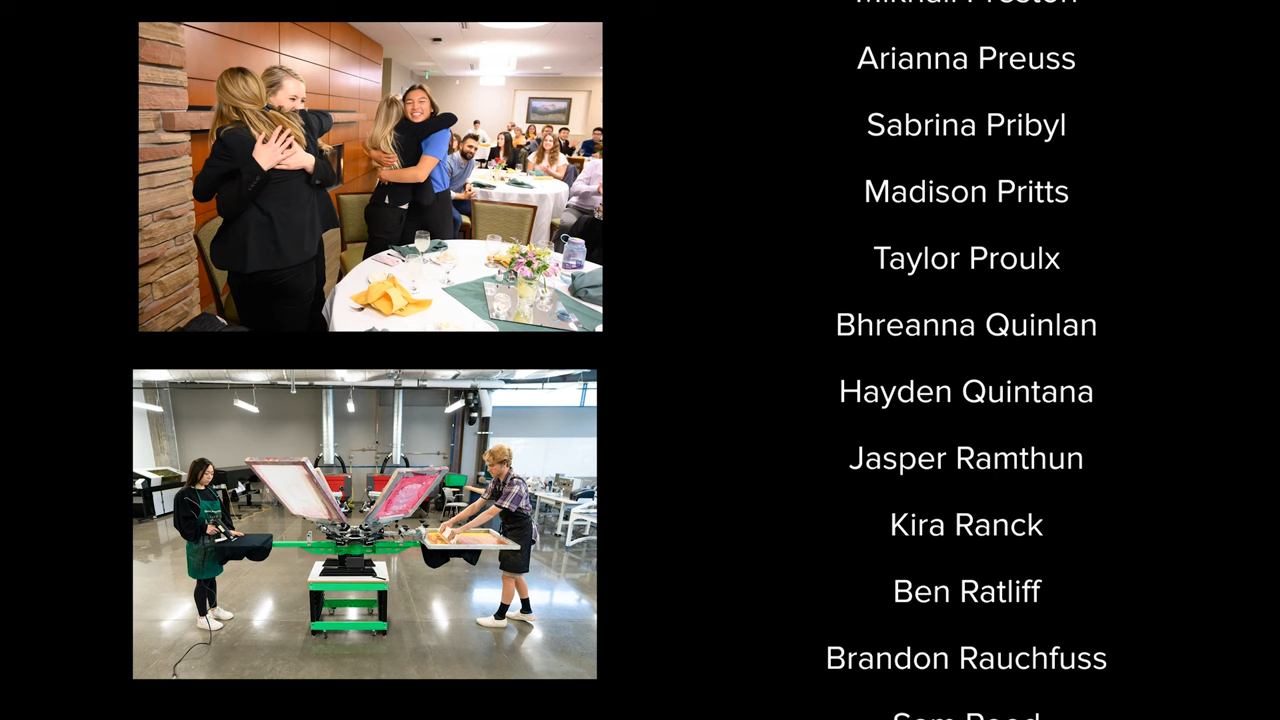 Arianna Preuss
Sabrina Pribyl
Madison Pritts
Taylor Proulx
Bhreanna Quinlan
Hayden Quintana
Jasper Ramthun
Kira Ranck
Ben Ratliff
Brandon Rauchfuss